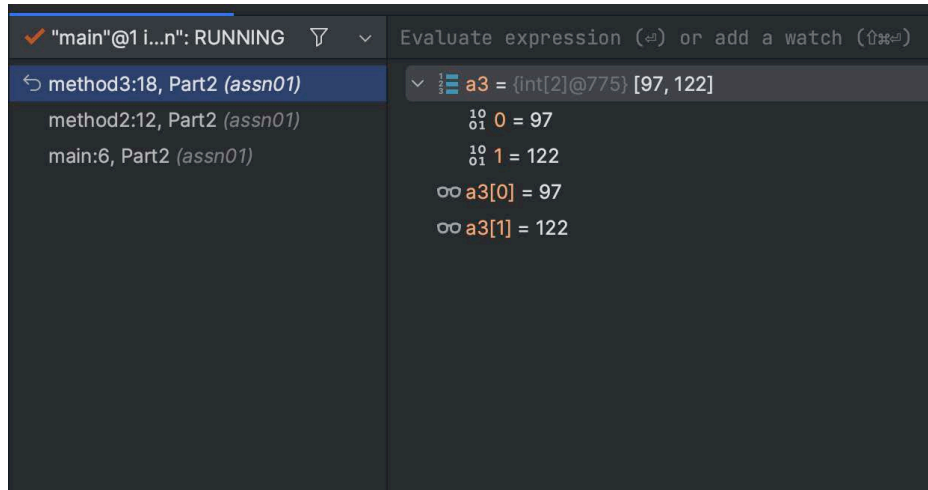 "main"@1 i...n": RUNNING
Evaluate expression (⏎) or add a watch (⇧⌘⏎)
method3:18, Part2 (assn01)
method2:12, Part2 (assn01)
main:6, Part2 (assn01)
a3 = {int[2]@775} [97, 122]
0 = 97
1 = 122
a3[0] = 97
a3[1] = 122